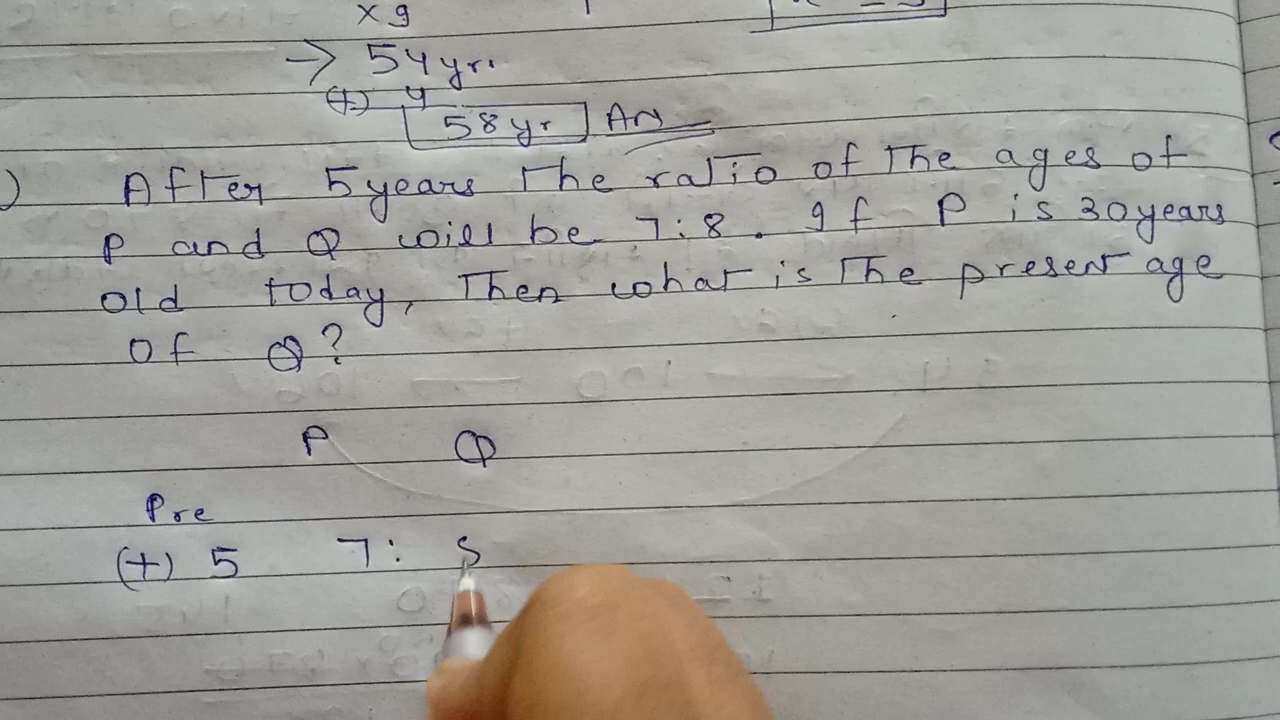 x 9
→ 54 yr.
(+) 4
58 yr Ans
) After 5 years The ratio of The ages of
P and Q will be 7:8. If P is 30 years
old today, Then what is The present age
of Q?
P Q
Pre
(+) 5 7: